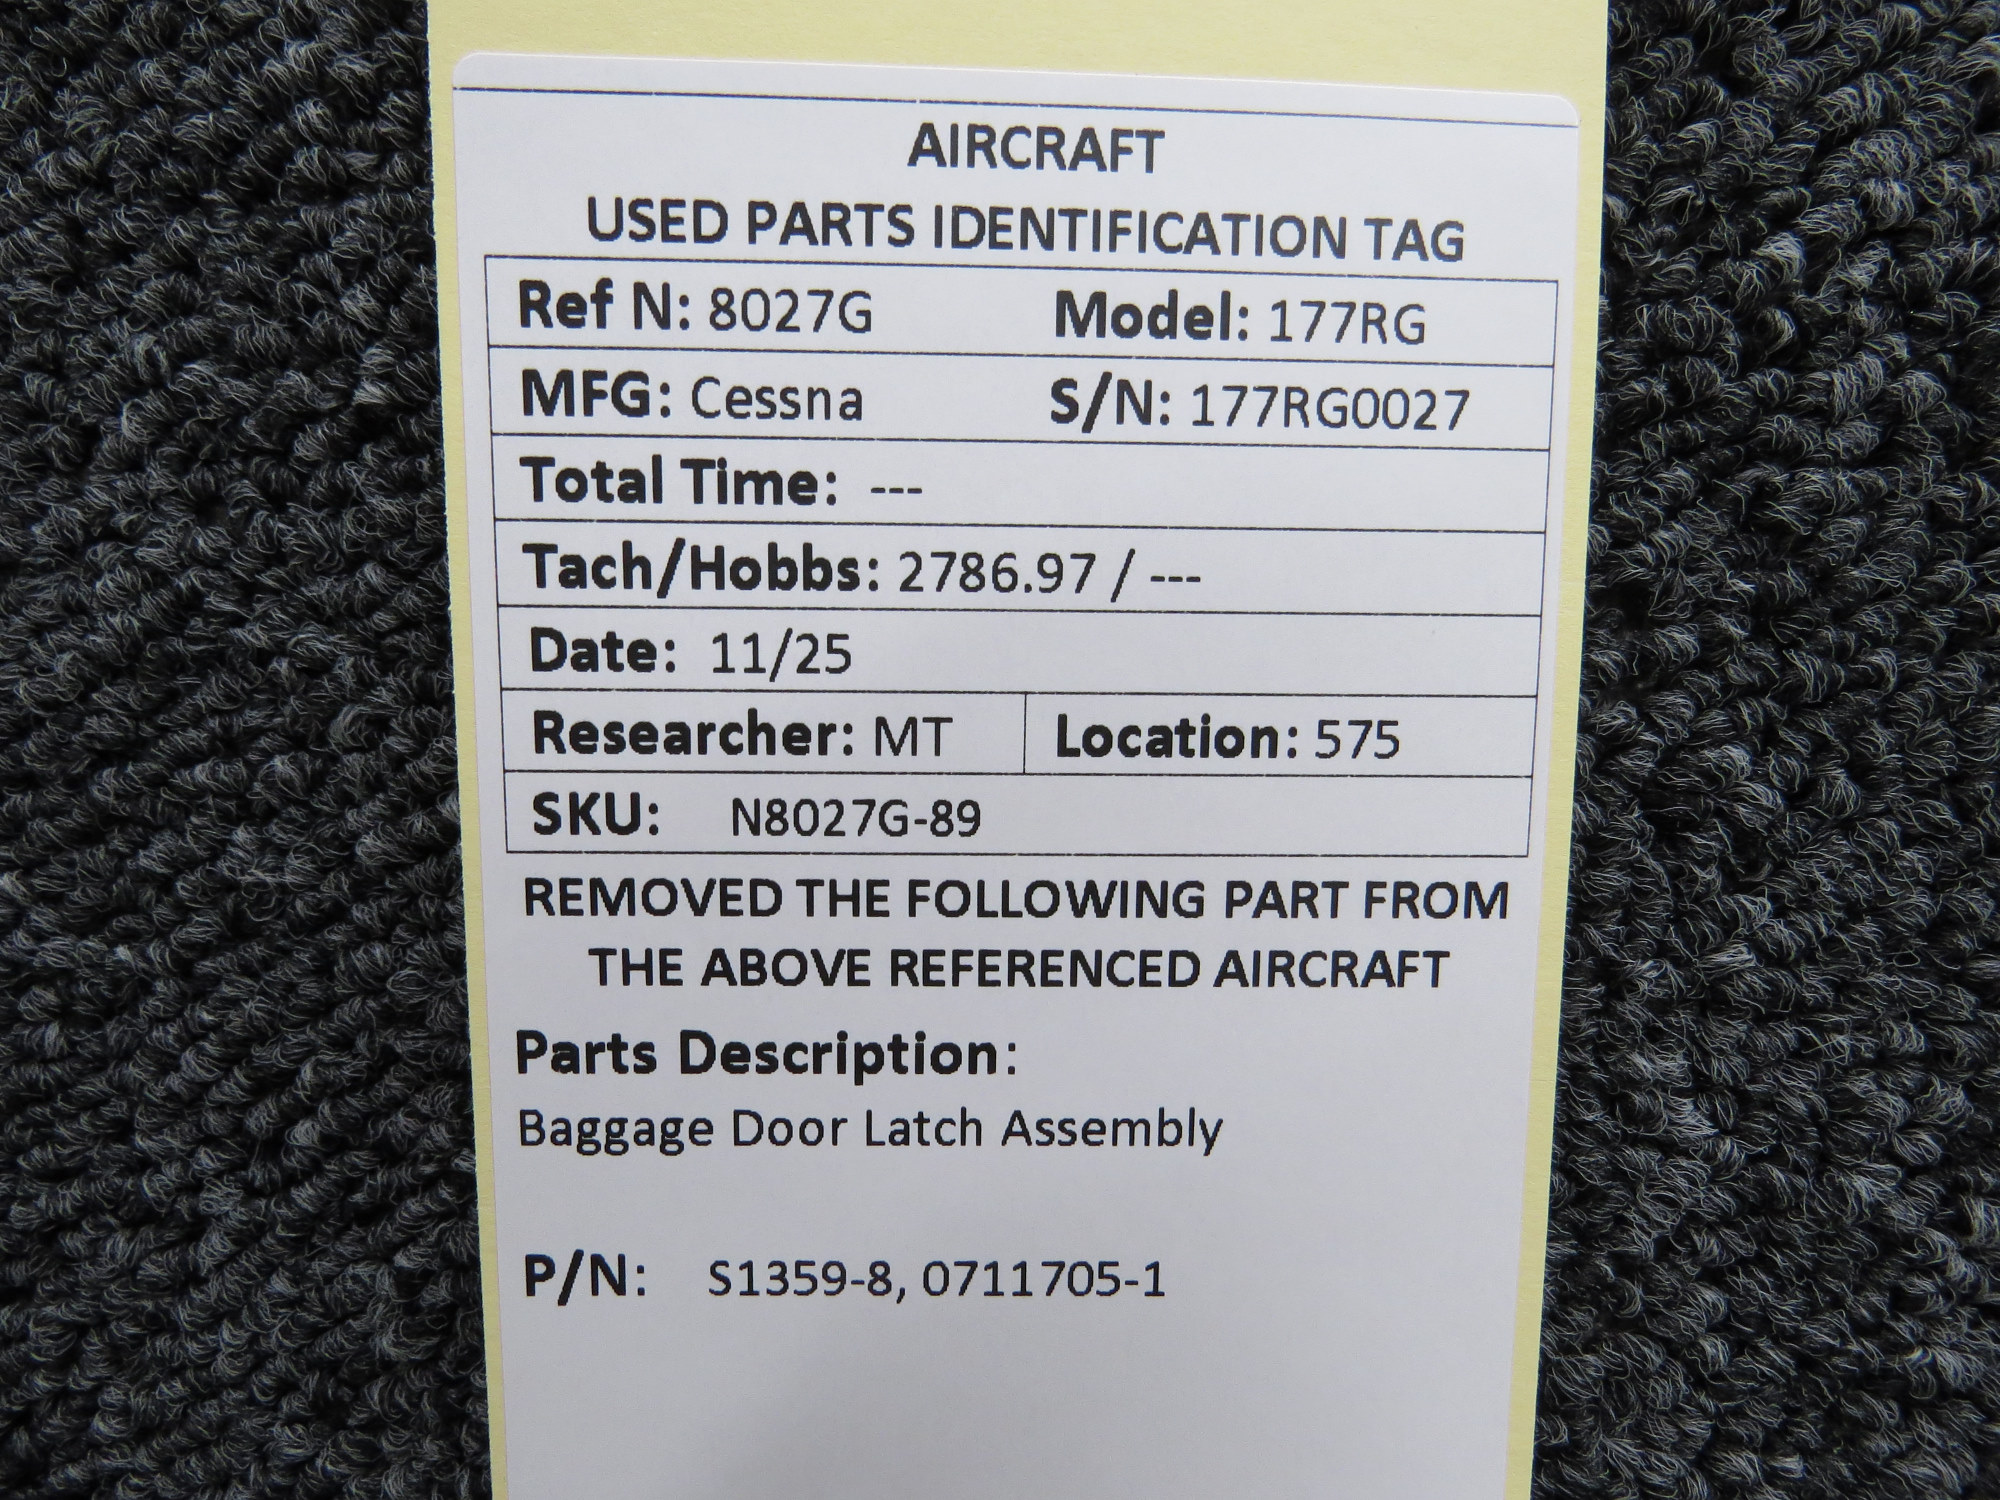 AIRCRAFT
USED PARTS IDENTIFICATION TAG
Ref N: 8027G Model: 177RG
MFG: Cessna S/N: 177RG0027
Total Time: ---
Tach/Hobbs: 2786.97 / ---
Date: 11/25
Researcher: MT Location: 575
SKU: N8027G-89
REMOVED THE FOLLOWING PART FROM
THE ABOVE REFERENCED AIRCRAFT
Parts Description:
Baggage Door Latch Assembly
P/N: S1359-8, 0711705-1